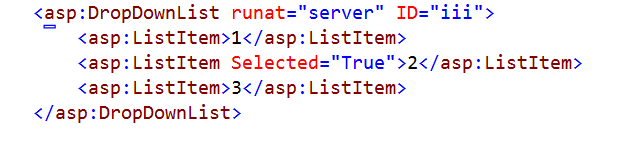 <asp:DropDownList runat="server" ID="iii">
<asp:ListItem>1</asp:ListItem>
<asp:ListItem Selected="True">2</asp:ListItem>
<asp:ListItem>3</asp:ListItem>
</asp:DropDownList>